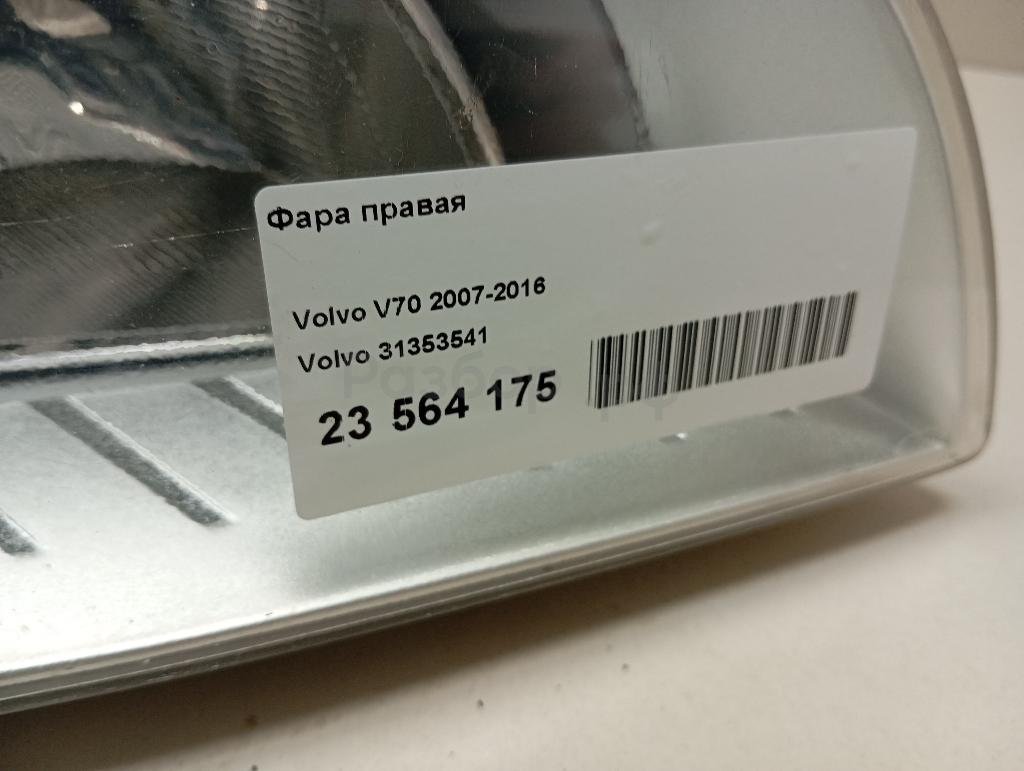 Фара правая
Volvo V70 2007-2016
Volvo 31353541
23 564 175